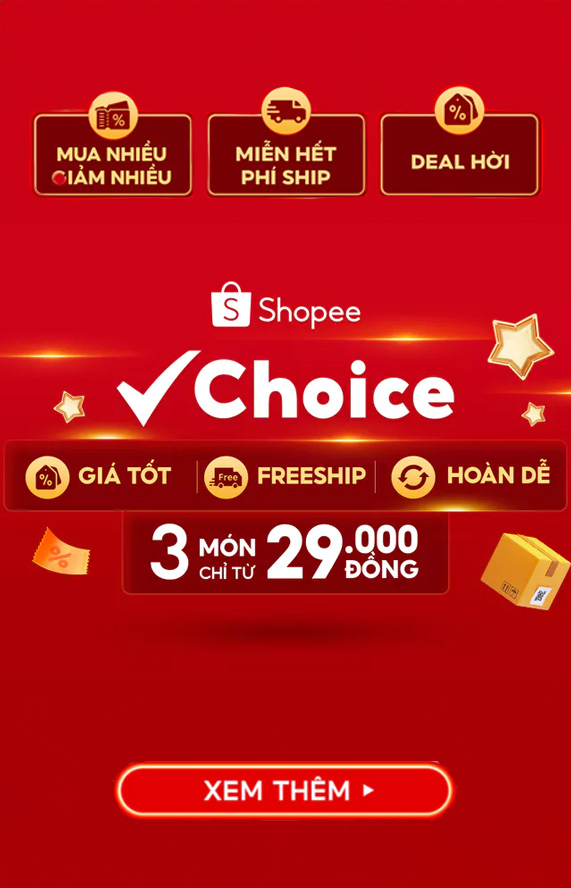 MUA NHIỀU
GIẢM NHIỀU
MIỄN HẾT
PHÍ SHIP
DEAL HỜI
S Shopee
Choice
GIÁ TỐT
Free
FREESHIP
HOÀN DỄ
3 MÓN
CHỈ TỪ
29.000
ĐỒNG
XEM THÊM